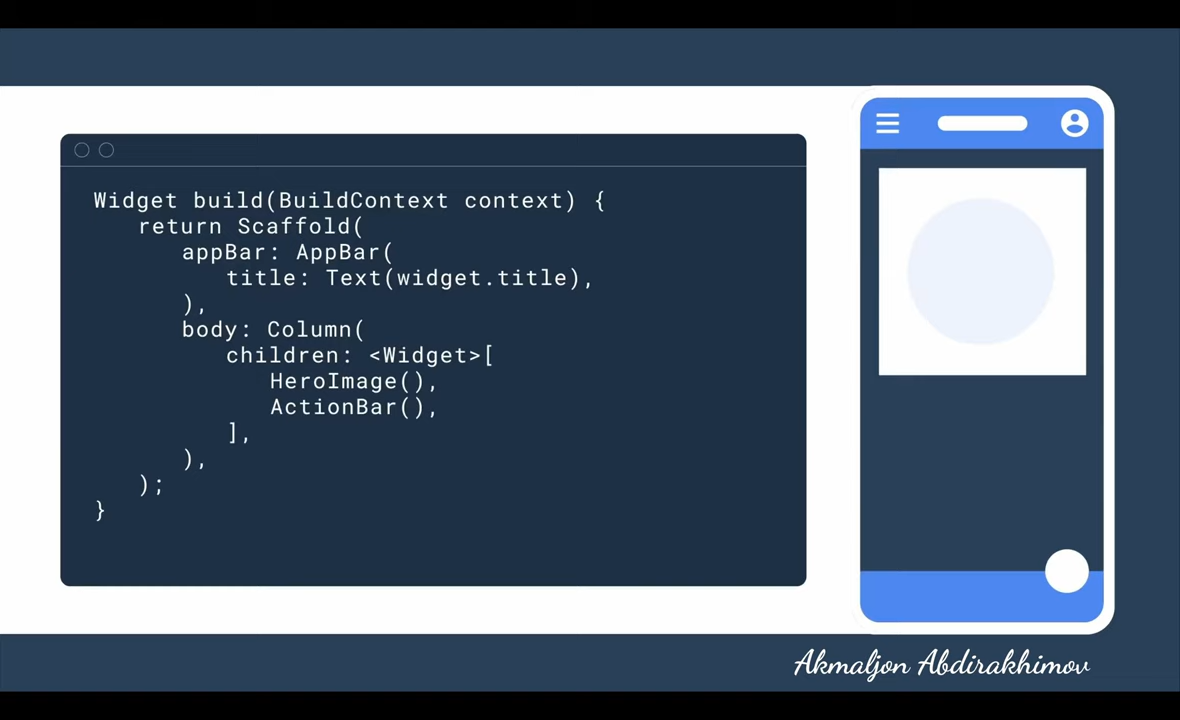 Widget build(BuildContext context) {
return Scaffold(
appBar: AppBar(
title: Text(widget.title),
),
body: Column(
children: <Widget>[
HeroImage(),
ActionBar(),
],
),
);
}
Akmaljon Abdirakhimov